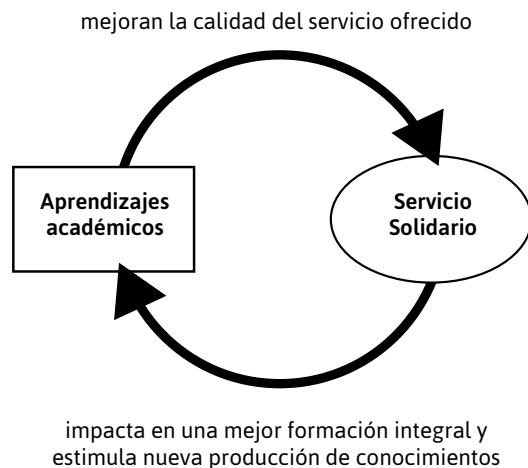 mejoran la calidad del servicio ofrecido
Aprendizajes
académicos
Servicio
Solidario
impacta en una mejor formación integral y
estimula nueva producción de conocimientos